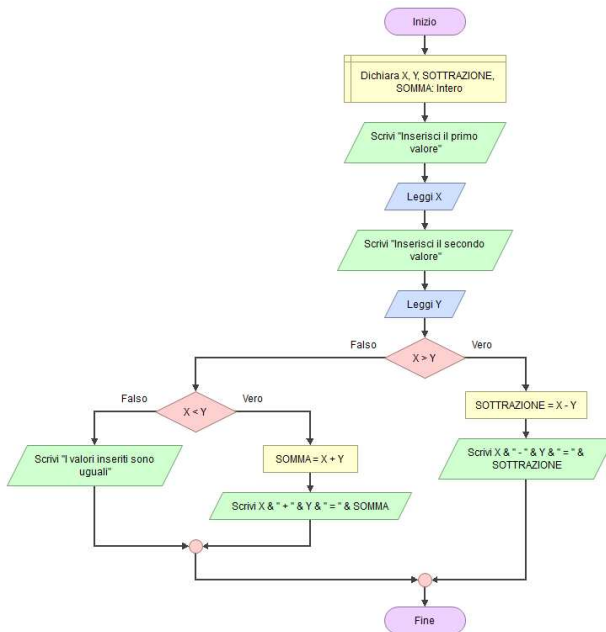 Inizio
Dichiara X, Y, SOTTRAZIONE,
SOMMA: Intero
Scrivi "Inserisci il primo
valore"
Leggi X
Scrivi "Inserisci il secondo
valore"
Leggi Y
Falso
Vero
X > Y
Falso
Vero
X < Y
SOTTRAZIONE = X - Y
Scrivi "I valori inseriti sono
uguali"
SOMMA = X + Y
Scrivi X & " - " & Y & " = " &
SOTTRAZIONE
Scrivi X & " + " & Y & " = " & SOMMA
Fine